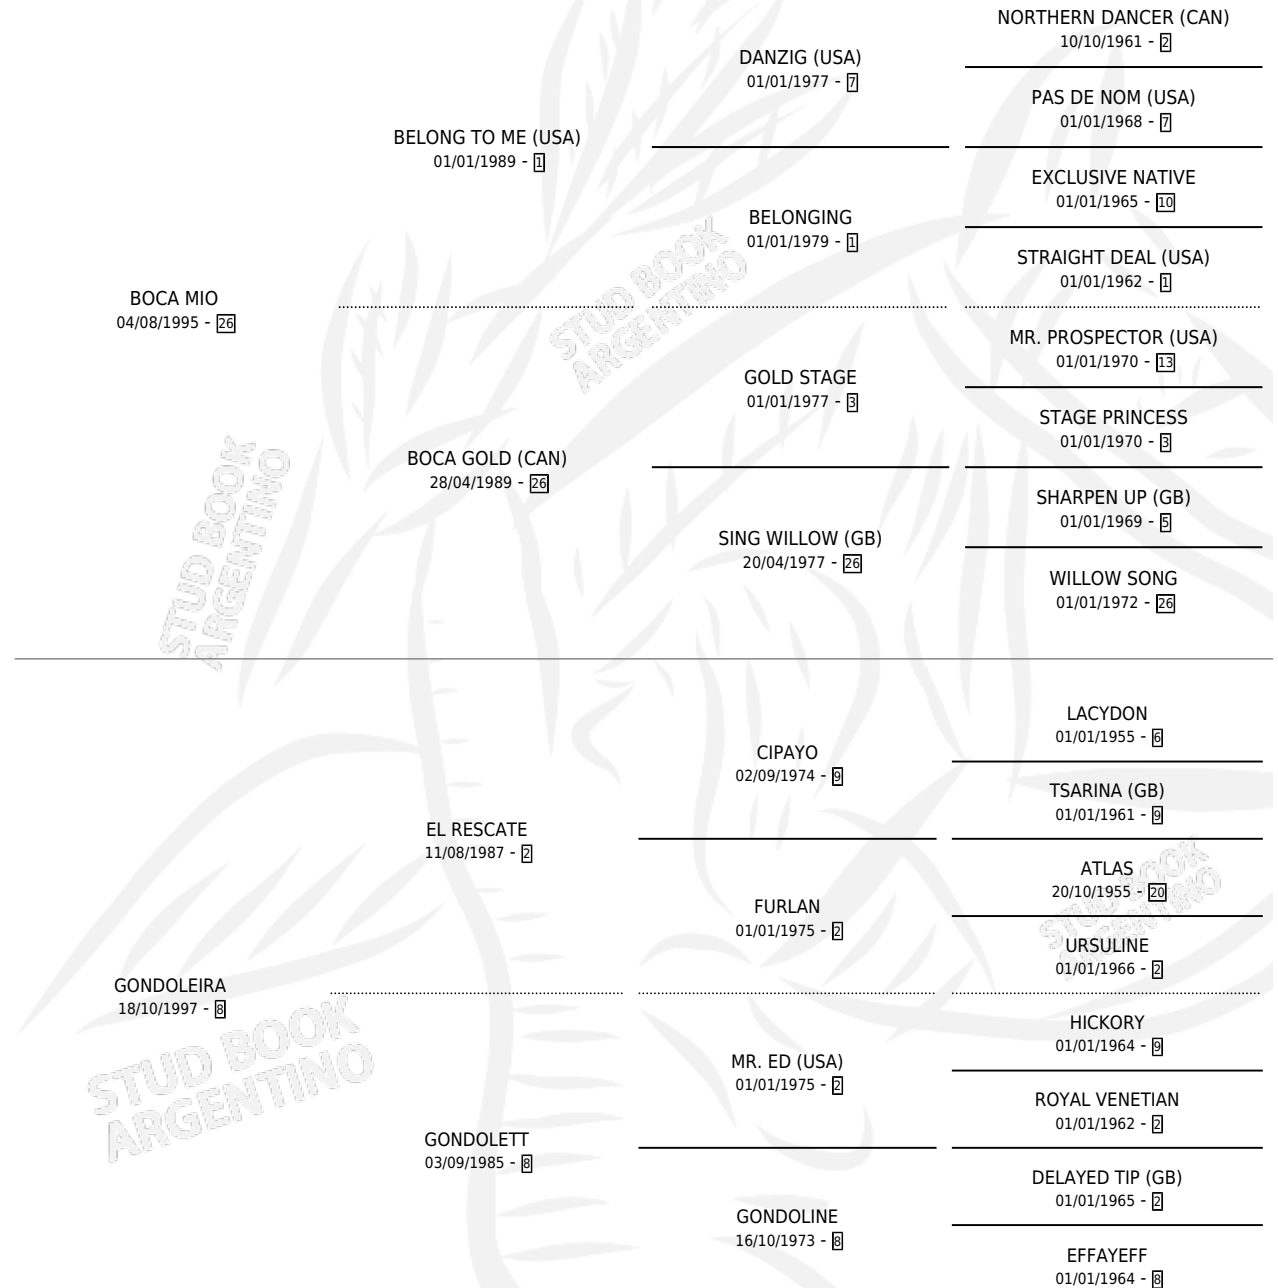 NORTHERN DANCER (CAN)
10/10/1961 - 2
DANZIG (USA)
01/01/1977 - 7
PAS DE NOM (USA)
01/01/1968 - 7
BELONG TO ME (USA)
01/01/1989 - 1
EXCLUSIVE NATIVE
01/01/1965 - 10
BELONGING
01/01/1979 - 1
STRAIGHT DEAL (USA)
01/01/1962 - 1
BOCA MIO
04/08/1995 - 26
STUD BOOK
ARGENTINO
MR. PROSPECTOR (USA)
01/01/1970 - 13
GOLD STAGE
01/01/1977 - 3
STAGE PRINCESS
01/01/1970 - 3
BOCA GOLD (CAN)
28/04/1989 - 26
SHARPEN UP (GB)
01/01/1969 - 5
SING WILLOW (GB)
20/04/1977 - 26
WILLOW SONG
01/01/1972 - 26
STUD BOOK
ARGENTINO
LACYDON
01/01/1955 - 6
CIPAYO
02/09/1974 - 9
TSARINA (GB)
01/01/1961 - 9
EL RESCATE
11/08/1987 - 2
ATLAS
20/10/1955 - 20
FURLAN
01/01/1975 - 2
URSULINE
01/01/1966 - 2
STUD BOOK
ARGENTINO
GONDOLEIRA
18/10/1997 - 8
STUD BOOK
ARGENTINO
HICKORY
01/01/1964 - 9
MR. ED (USA)
01/01/1975 - 2
ROYAL VENETIAN
01/01/1962 - 2
GONDOLETT
03/09/1985 - 8
DELAYED TIP (GB)
01/01/1965 - 2
GONDOLINE
16/10/1973 - 8
EFFAYEFF
01/01/1964 - 8